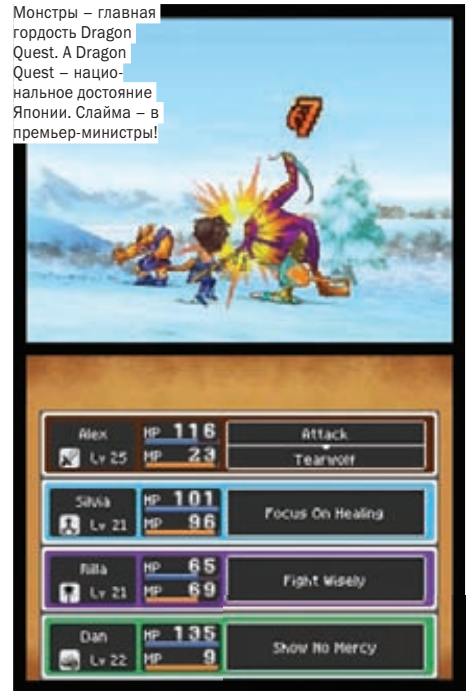 Монстры – главная
гордость Dragon
Quest. А Dragon
Quest – нацио-
нальное достояние
Японии. Слайма – в
премьер-министры!
7
Alex HP 116 Attack
Lv 25 MP 23 Tearwolf
Silvia HP 101 Focus On Healing
Lv 21 MP 96
Rilla HP 65 Fight Wisely
Lv 21 MP 69
Dan HP 135 Show No Mercy
Lv 22 MP 9